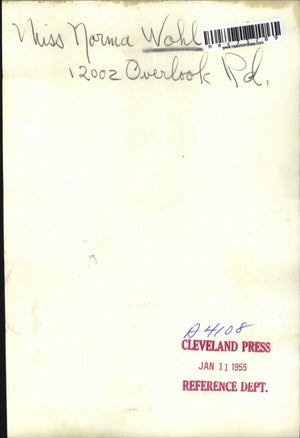 Miss Norma Wohl
12002 Overlook Rd.
A4108
CLEVELAND PRESS
JAN 11 1955
REFERENCE DEPT.